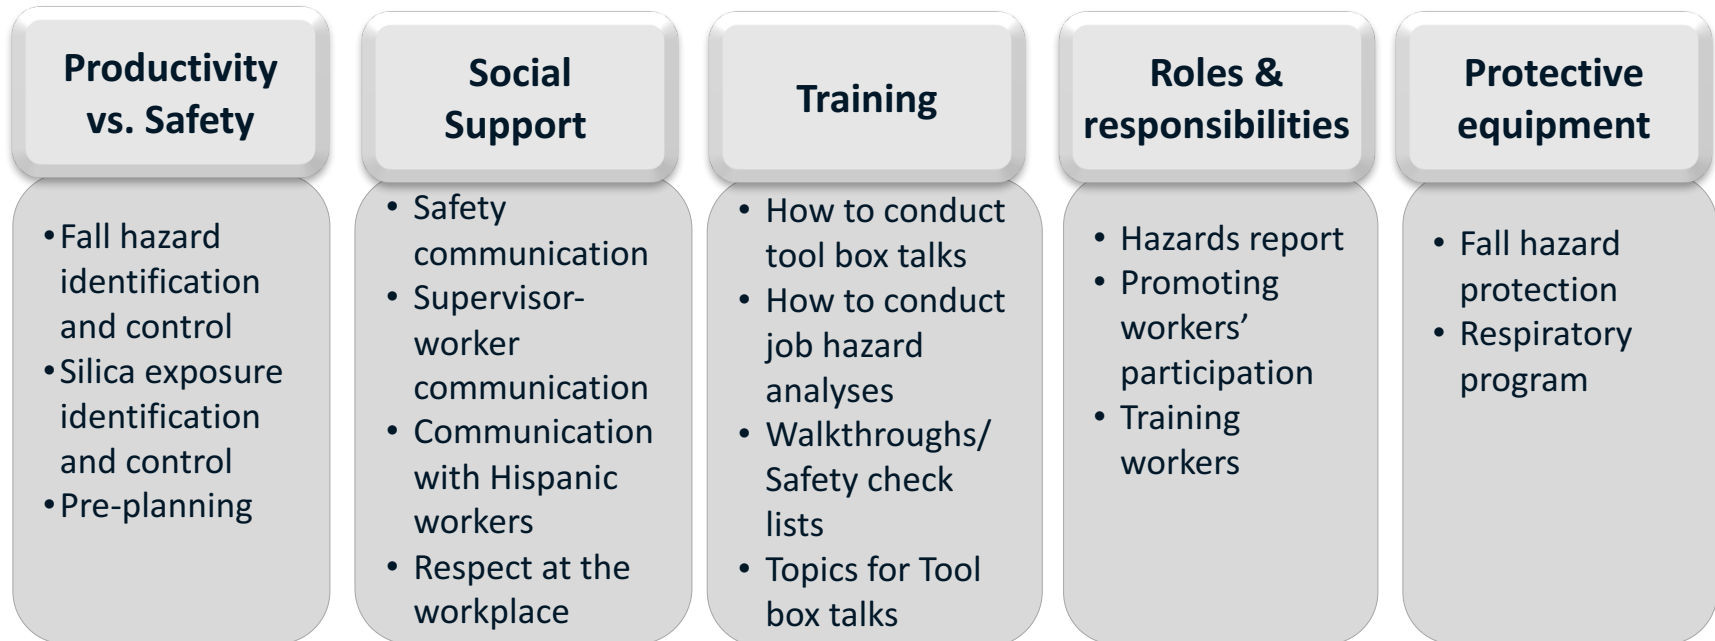 Productivity
vs. Safety
• Fall hazard
identification
and control
• Silica exposure
identification
and control
• Pre-planning
Social
Support
• Safety
communication
• Supervisor-
worker
communication
• Communication
with Hispanic
workers
• Respect at the
workplace
Training
• How to conduct
tool box talks
• How to conduct
job hazard
analyses
• Walkthroughs/
Safety check
lists
• Topics for Tool
box talks
Roles &
responsibilities
• Hazards report
• Promoting
workers’
participation
• Training
workers
Protective
equipment
• Fall hazard
protection
• Respiratory
program